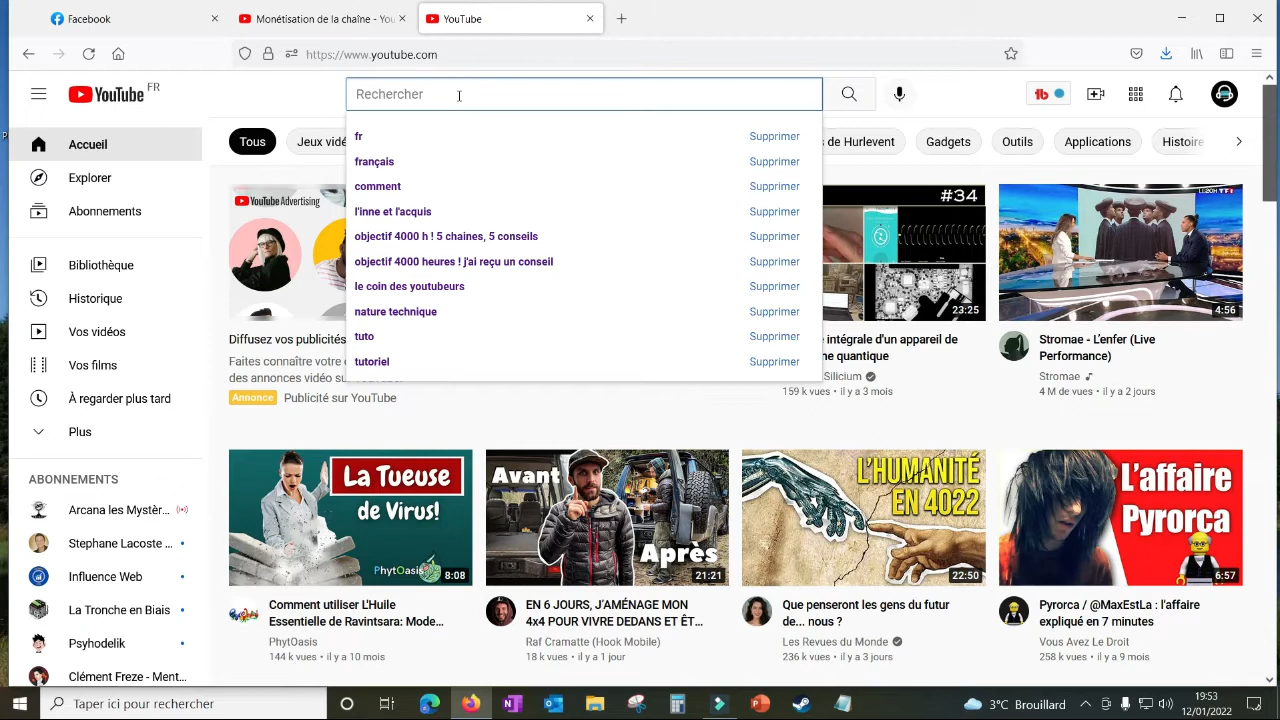 Facebook
Monétisation de la chaîne - You
YouTube
https://www.youtube.com
YouTube FR
Rechercher
Accueil
Explorer
Abonnements
Bibliothèque
Historique
Vos vidéos
Vos films
À regarder plus tard
Plus
ABONNEMENTS
Arcana les Mystèr...
Stephane Lacoste ...
Influence Web
La Tronche en Biais
Psyhodelik
Clément Freze - Ment...
Tous
Jeux vidé
de Hurlevent
Gadgets
Outils
Applications
Histoire
fr Supprimer
français Supprimer
comment Supprimer
l'inne et l'acquis Supprimer
objectif 4000 h ! 5 chaines, 5 conseils Supprimer
objectif 4000 heures ! j'ai reçu un conseil Supprimer
le coin des youtubeurs Supprimer
nature technique Supprimer
tuto Supprimer
tutoriel Supprimer
YouTube Advertising
Diffusez vos publicités
Faites connaître votre
des annonces vidéo su
Annonce Publicité sur YouTube
#34
23:25
intégrale d'un appareil de
ne quantique
Silicium
159 k vues • il y a 3 mois
4:56
Stromae - L'enfer (Live
Performance)
Stromae
4 M de vues • il y a 2 jours
La Tueuse
de Virus!
PhytOasis
8:08
Comment utiliser L'Huile
Essentielle de Ravintsara: Mode...
PhytOasis
144 k vues • il y a 10 mois
Avant
Après
21:21
EN 6 JOURS, J'AMÉNAGE MON
4x4 POUR VIVRE DEDANS ET ÊT...
Raf Cramatte (Hook Mobile)
18 k vues • il y a 1 jour
L'HUMANITÉ
EN 4022
22:50
Que penseront les gens du futur
de... nous ?
Les Revues du Monde
236 k vues • il y a 3 jours
L'affaire
Pyrorca
6:57
Pyrorca / @MaxEstLa : l'affaire
expliqué en 7 minutes
Vous Avez Le Droit
258 k vues • il y a 9 mois
Taper ici pour rechercher
3°C Brouillard
19:53
12/01/2022